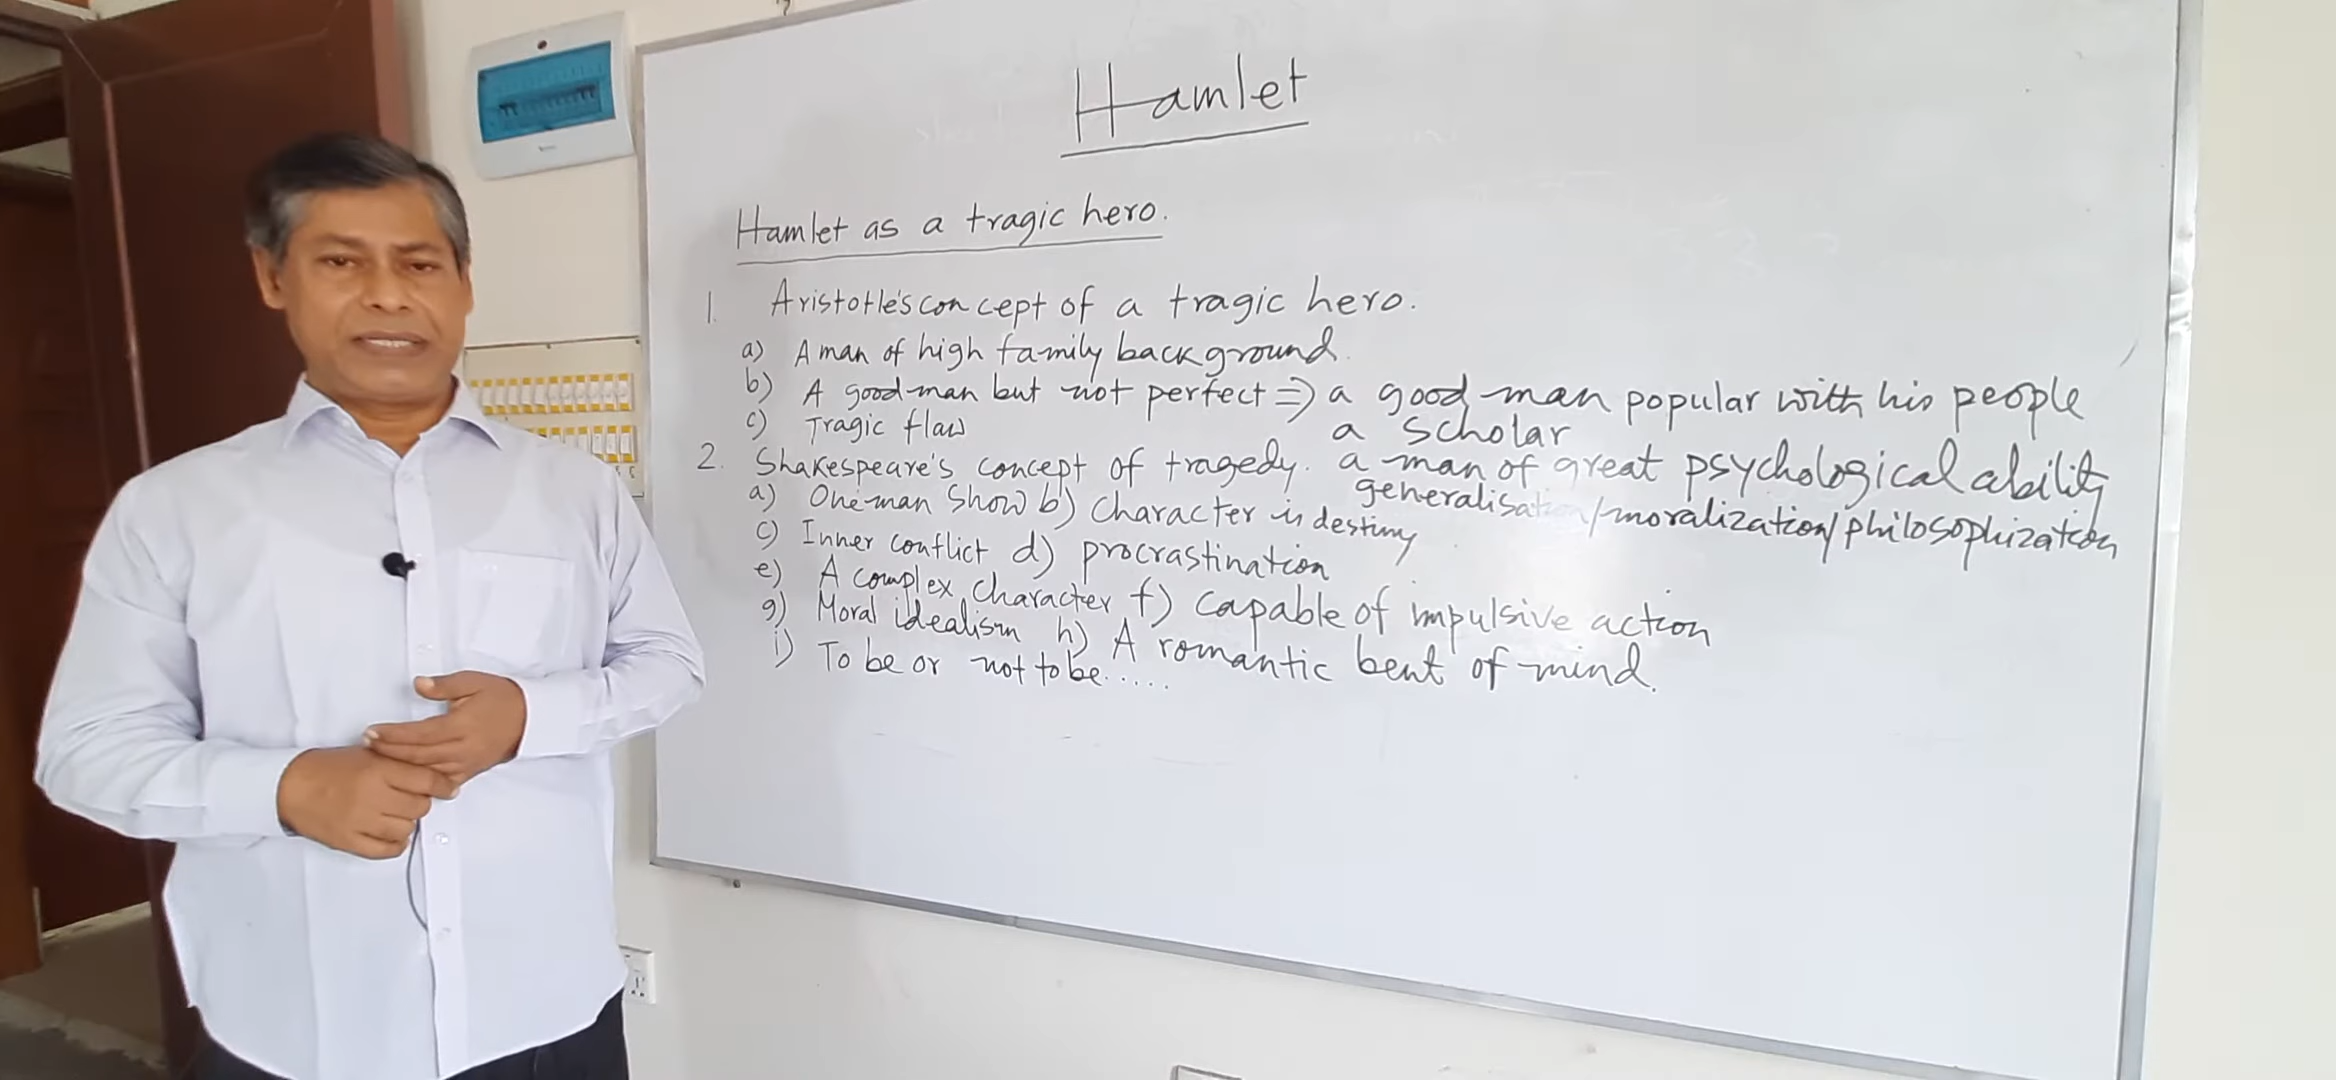 Hamlet
Hamlet as a tragic hero.
1. Aristotle's concept of a tragic hero.
a) A man of high family background.
b) A good man but not perfect ⇒ a good man popular with his people
a scholar
c) Tragic flaw
2. Shakespeare's concept of tragedy. a man of great psychological ability
generalisation/moralization/philosophization
a) One-man show b) Character is destiny
c) Inner conflict d) procrastination
e) A complex character f) Capable of impulsive action
g) Moral idealism h) A romantic bent of mind.
i) To be or not to be.....